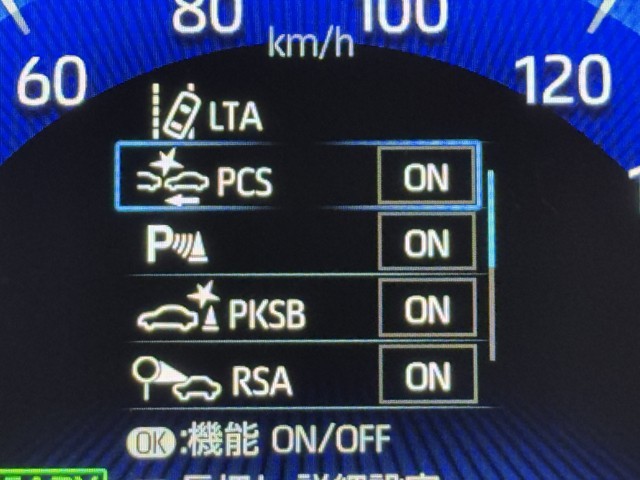 80 100
km/h
60 120
LTA
PCS ON
P ON
PKSB ON
RSA ON
OK:機能 ON/OFF